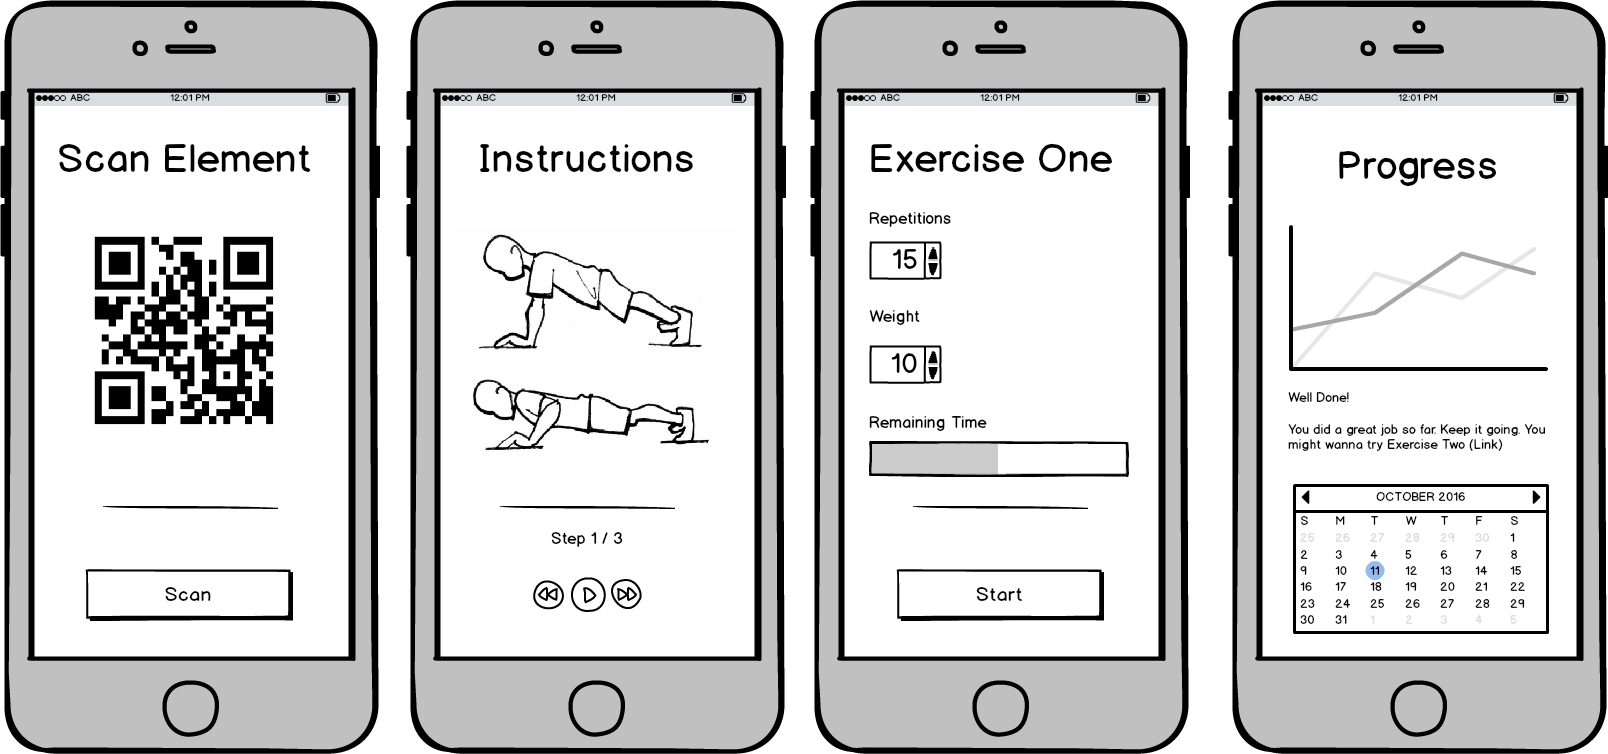 ABC 12:01 PM
Scan Element
Scan
ABC 12:01 PM
Instructions
Step 1 / 3
ABC 12:01 PM
Exercise One
Repetitions
15
Weight
10
Remaining Time
Start
ABC 12:01 PM
Progress
Well Done!
You did a great job so far. Keep it going. You
might wanna try Exercise Two (Link)
OCTOBER 2016
S M T W T F S
25 26 27 28 29 30 1
2 3 4 5 6 7 8
9 10 11 12 13 14 15
16 17 18 19 20 21 22
23 24 25 26 27 28 29
30 31 1 2 3 4 5